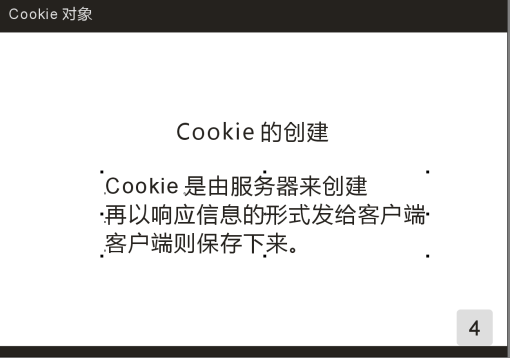 Cookie 对象
Cookie 的创建
Cookie 是由服务器来创建
再以响应信息的形式发给客户端
客户端则保存下来。
4